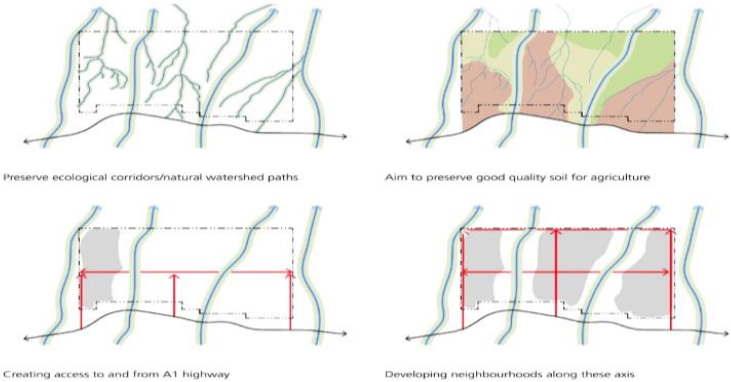 Preserve ecological corridors/natural watershed paths
Aim to preserve good quality soil for agriculture
Creating access to and from A1 highway
Developing neighbourhoods along these axis